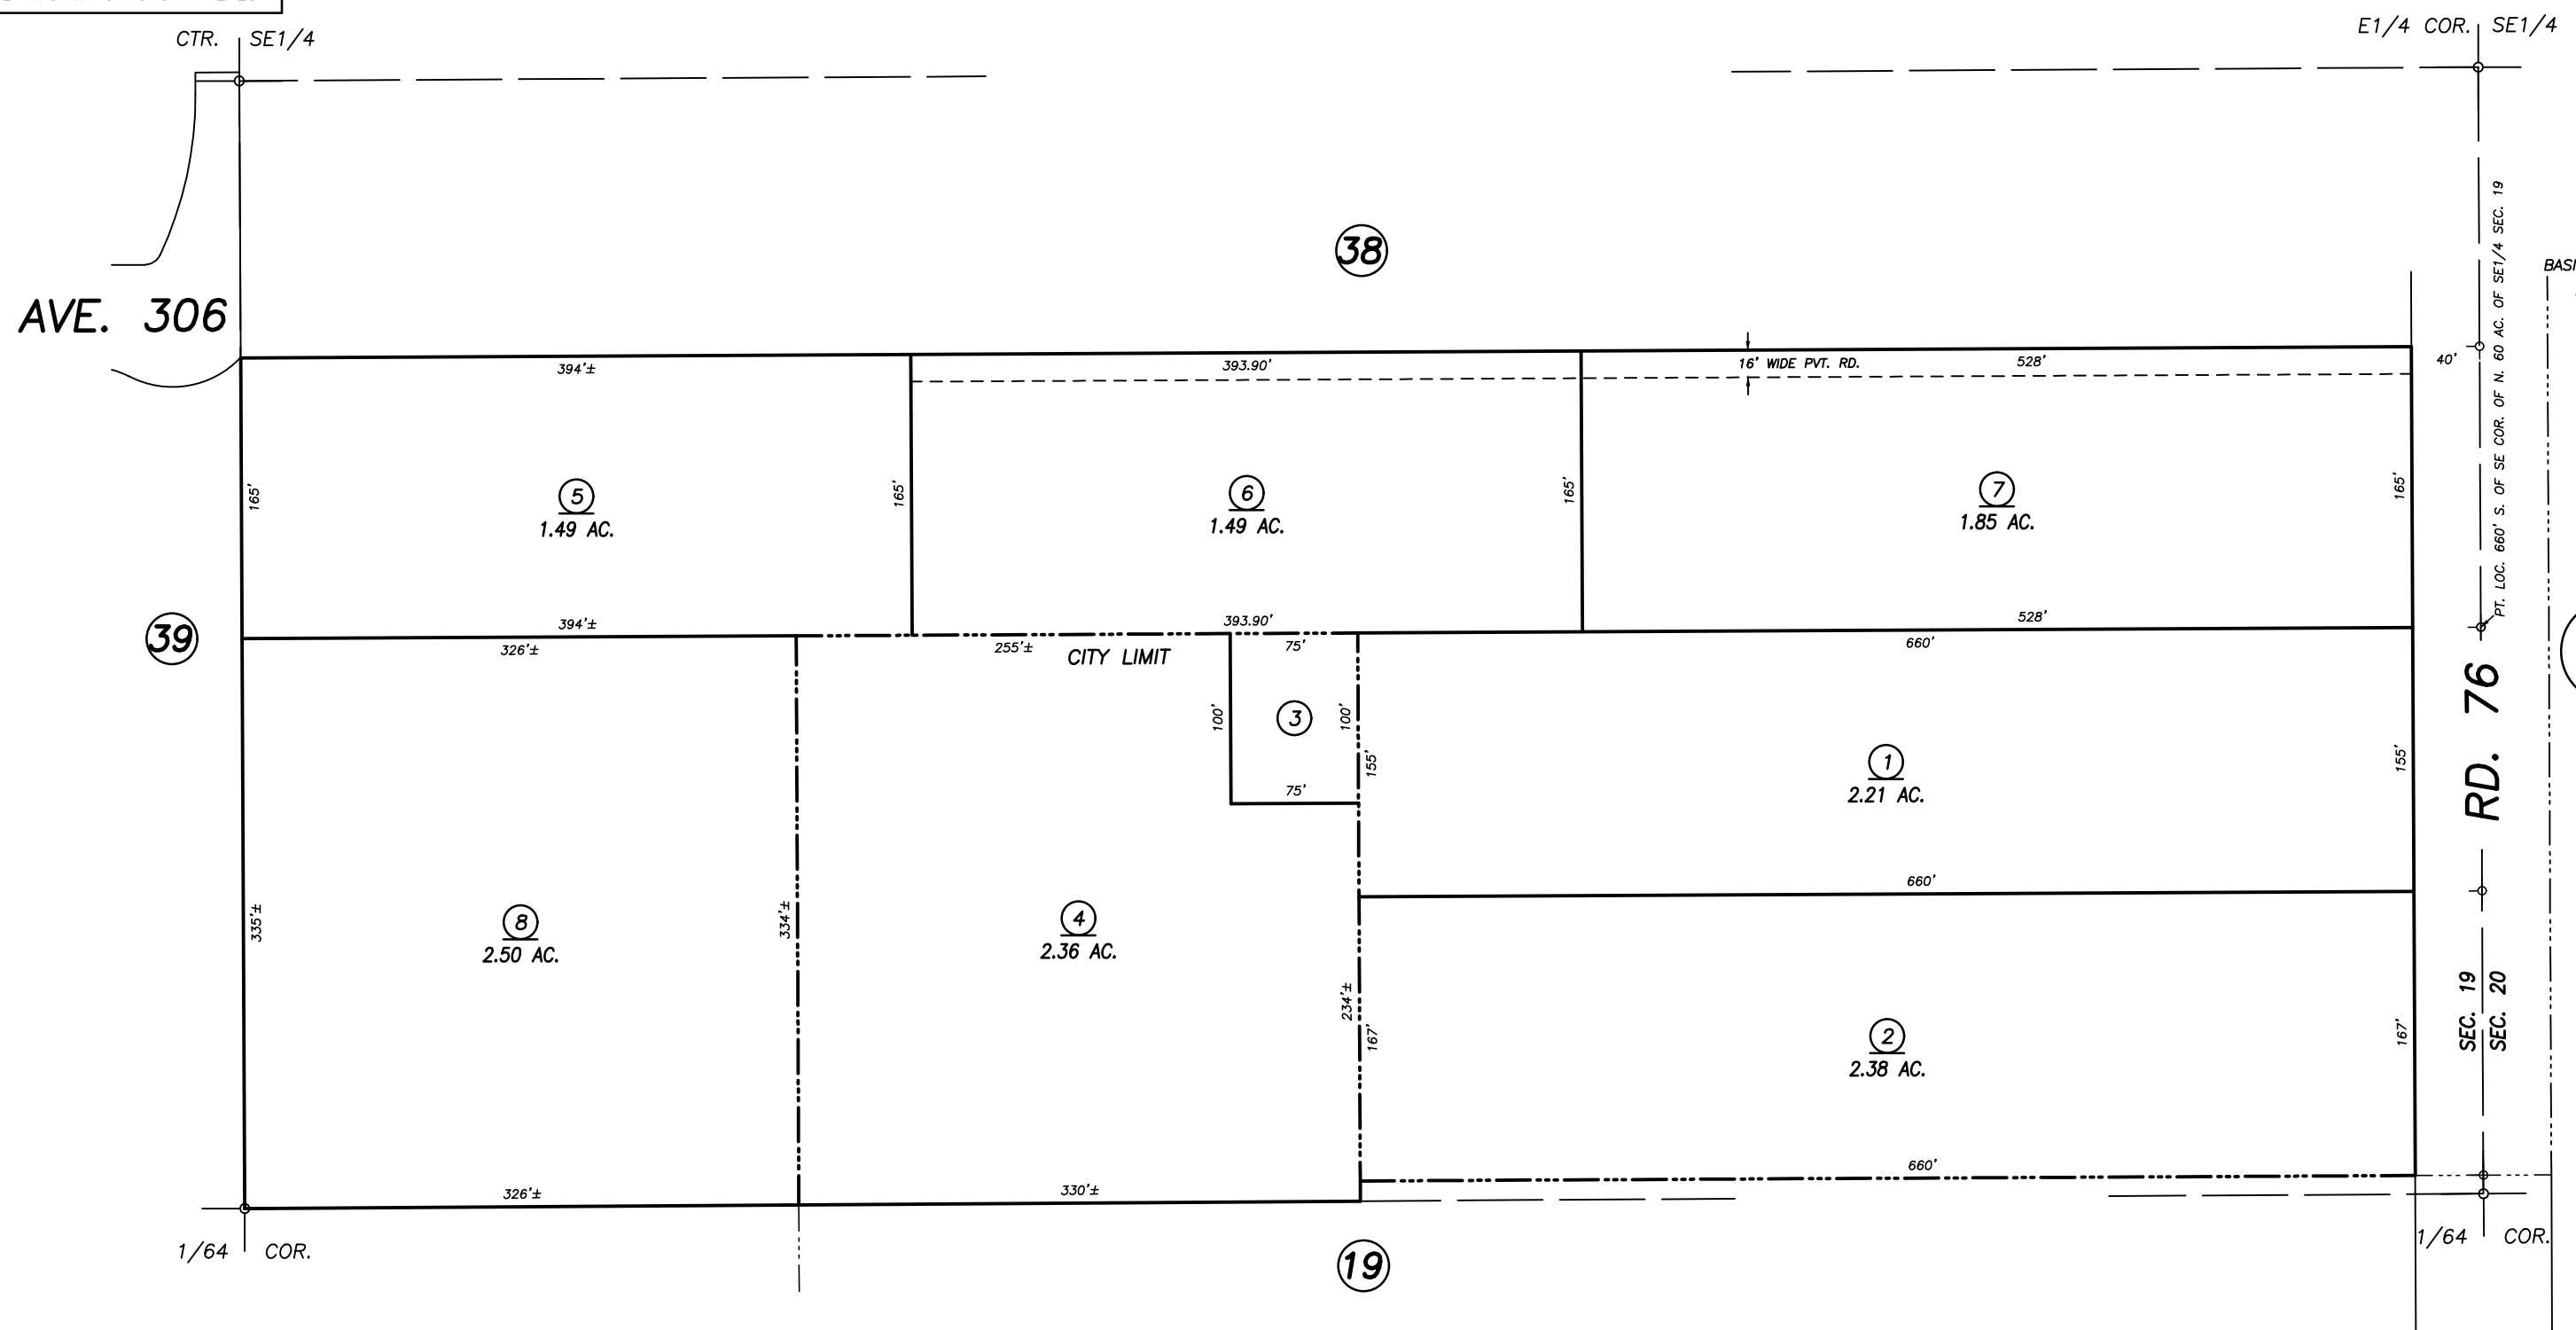 CTR. SE1/4
E1/4 COR. SE1/4
38
AVE. 306
394'±
393.90'
16' WIDE PVT. RD.
528'
40'
PT. LOC. 660' S. OF SE COR. OF N. 60 AC. OF SE1/4 SEC. 19
165'
5
1.49 AC.
165'
6
1.49 AC.
165'
7
1.85 AC.
165'
39
394'±
393.90'
528'
326'±
255'±
CITY LIMIT
75'
660'
100'
3
100'
155'
75'
1
2.21 AC.
155'
RD. 76
660'
335'±
8
2.50 AC.
334'±
4
2.36 AC.
234'±
167'
2
2.38 AC.
167'
SEC. 19
SEC. 20
660'
326'±
330'±
1/64 COR.
19
1/64 COR.